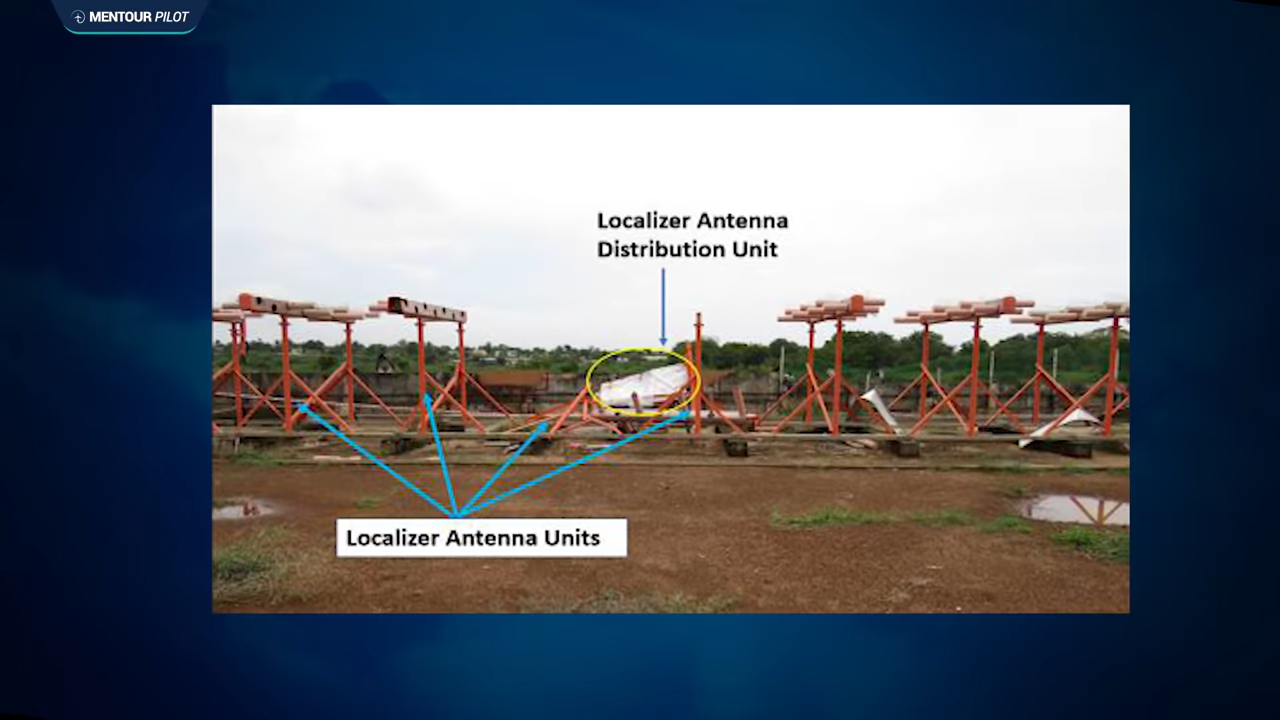 MENTOUR PILOT
Localizer Antenna
Distribution Unit
Localizer Antenna Units